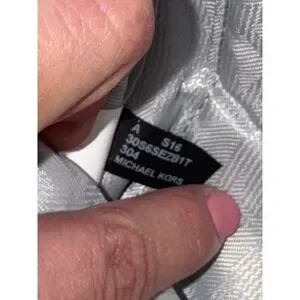 A S16
30S6SEZB1T
304
MICHAEL KORS